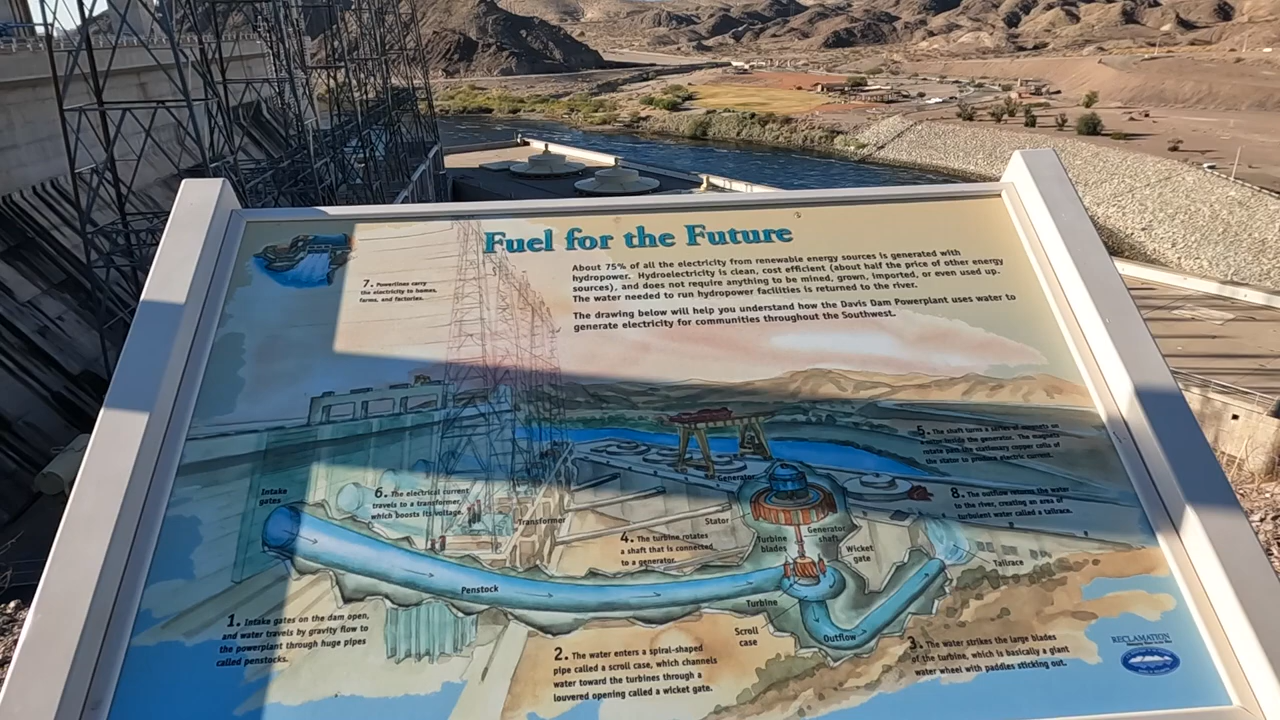 Fuel for the Future
About 75% of all the electricity from renewable energy sources is generated with
hydropower. Hydroelectricity is clean, cost efficient (about half the price of other energy
sources), and does not require anything to be mined, grown, imported, or even used up.
The water needed to run hydropower facilities is returned to the river.
The drawing below will help you understand how the Davis Dam Powerplant uses water to
generate electricity for communities throughout the Southwest.
7. Powerlines carry
the electricity to homes,
farms, and factories.
5. The shaft turns a series of magnets on
rotate past the stationary copper coils of
the stator to produce electric current.
Generator
Intake
gates
6. The electrical current
travels to a transformer,
which boosts its voltage.
8. The outflow returns the water
to the river, creating an area of
turbulent water called a tailrace.
Transformer
Stator
4. The turbine rotates
a shaft that is connected
to a generator.
Turbine
blades
Generator
shaft
Wicket
gate
Tailrace
Penstock
Turbine
Scroll
case
Outflow
1. Intake gates on the dam open,
and water travels by gravity flow to
the powerplant through huge pipes
called penstocks.
2. The water enters a spiral-shaped
pipe called a scroll case, which channels
water toward the turbines through a
louvered opening called a wicket gate.
3. The water strikes the large blades
of the turbine, which is basically a giant
water wheel with paddles sticking out.
RECLAMATION